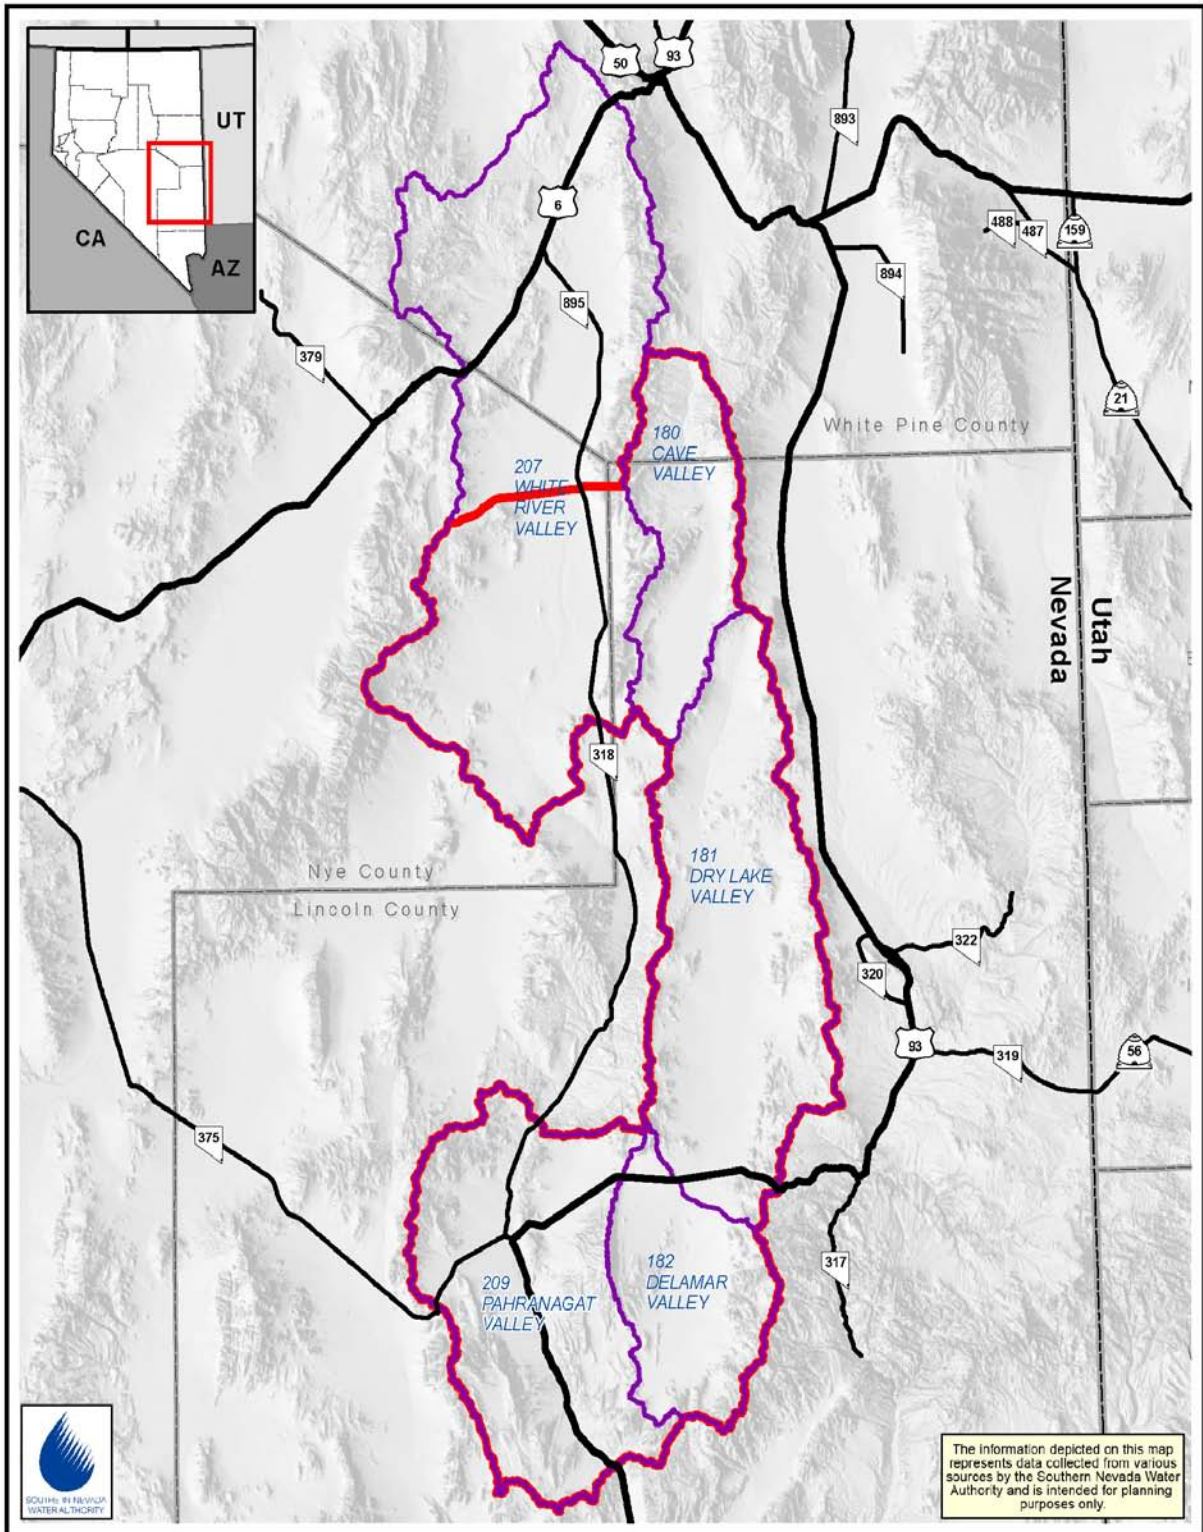 50
93
UT
893
6
CA
488
487
159
AZ
894
895
379
21
White Pine County
180
CAVE
VALLEY
207
WHITE
RIVER
VALLEY
Nevada
Utah
318
181
DRY LAKE
VALLEY
Nye County
Lincoln County
322
320
93
319
56
375
182
DELAMAR
VALLEY
317
209
PAHRANAGAT
VALLEY
The information depicted on this map
represents data collected from various
sources by the Southern Nevada Water
Authority and is intended for planning
purposes only.
NEVADA
WATER AUTHORITY